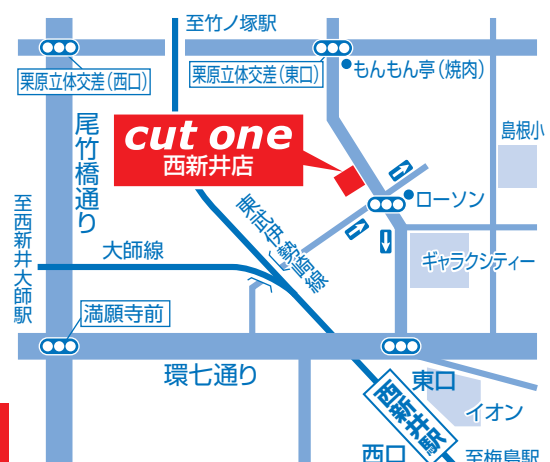 至竹ノ塚駅
栗原立体交差(西口)
栗原立体交差(東口)
もんもん亭(焼肉)
尾竹橋通り
cut one
西新井店
島根小
至西新井大師駅
東武伊勢崎線
ローソン
大師線
ギャラクシティー
満願寺前
環七通り
東口
西新井駅
イオン
西口
至梅島駅